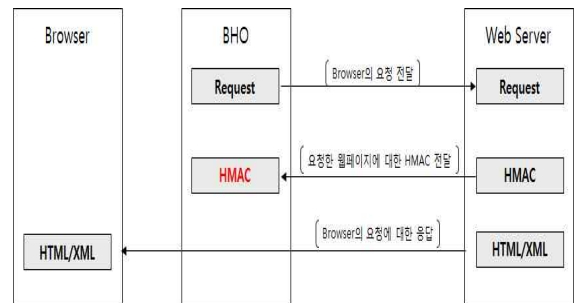 Browser
BHO
Web Server
Request
Browser의 요청 전달
Request
HMAC
요청한 웹페이지에 대한 HMAC 전달
HMAC
HTML/XML
Browser의 요청에 대한 응답
HTML/XML